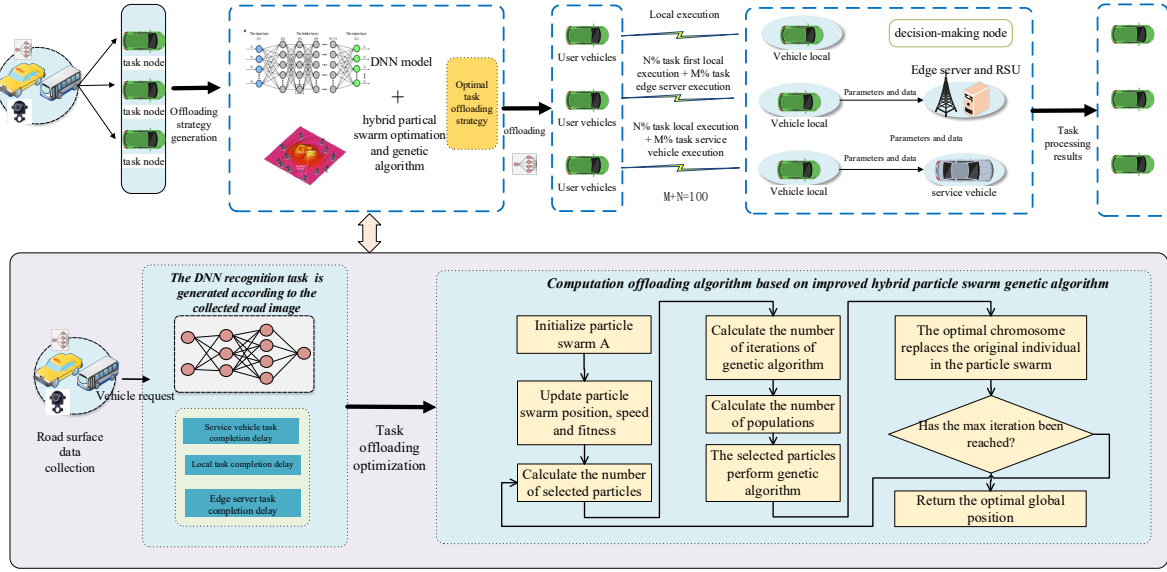 task node
task node
task node
Offloading
strategy
generation
DNN model
+
hybrid partical
swarm optimation
and genetic
algorithm
Optimal
task
offloading
strategy
offloading
User vehicles
User vehicles
User vehicles
Local execution
N% task first local
execution + M% task
edge server execution
N% task local execution
+ M% task service
vehicle execution
M+N=100
decision-making node
Vehicle local
Edge server and RSU
Parameters and data
Vehicle local
Parameters and data
Parameters and data
Vehicle local
service vehicle
Task
processing
results
The DNN recognition task is
generated according to the
collected road image
Vehicle request
Road surface
data
collection
Service vehicle task
completion delay
Local task completion delay
Edge server task
completion delay
Task
offloading
optimization
Computation offloading algorithm based on improved hybrid particle swarm genetic algorithm
Initialize particle
swarm A
Update particle
swarm position, speed
and fitness
Calculate the number
of selected particles
Calculate the number
of iterations of
genetic algorithm
Calculate the number
of populations
The selected particles
perform genetic
algorithm
The optimal chromosome
replaces the original individual
in the particle swarm
Has the max iteration been
reached?
Return the optimal global
position